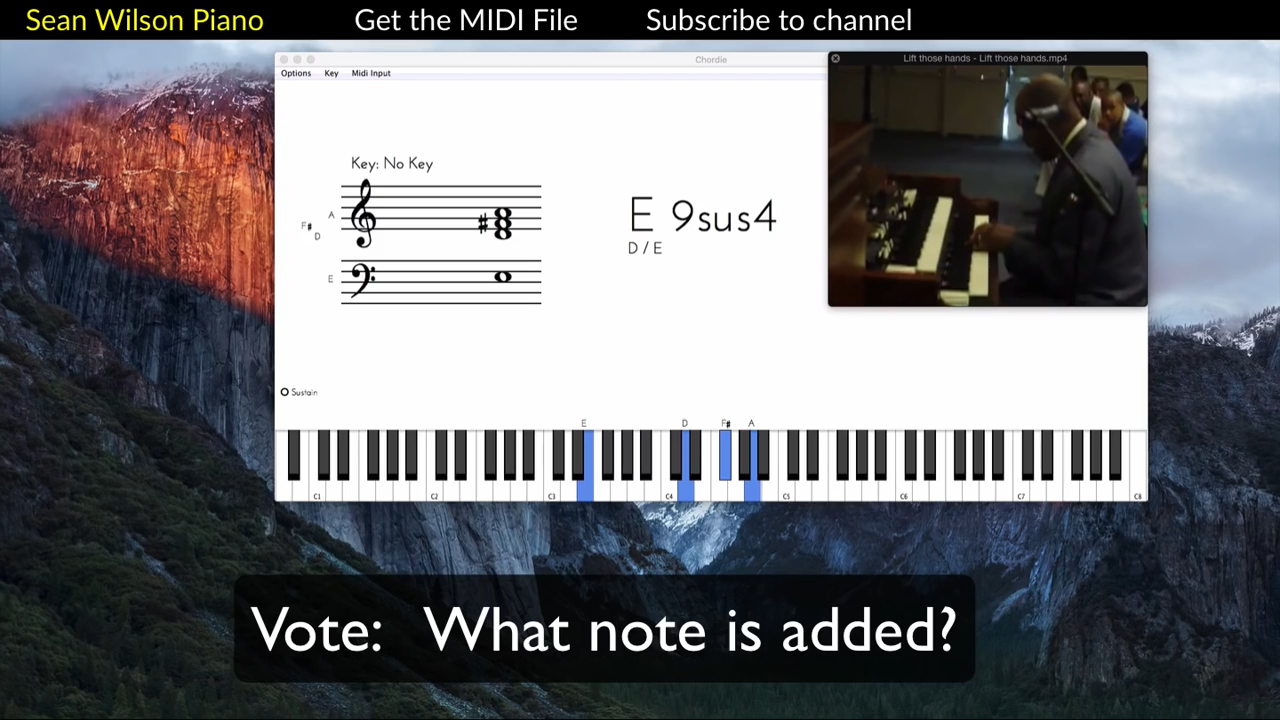 Sean Wilson Piano Get the MIDI File Subscribe to channel
Chordie
Lift those hands - Lift those hands.mp4
Options Key Midi Input
Key: No Key
A
F#
D
E
E 9sus4
D / E
Sustain
E D F# A
C1 C2 C3 C4 C5 C6 C7 C8
Vote: What note is added?